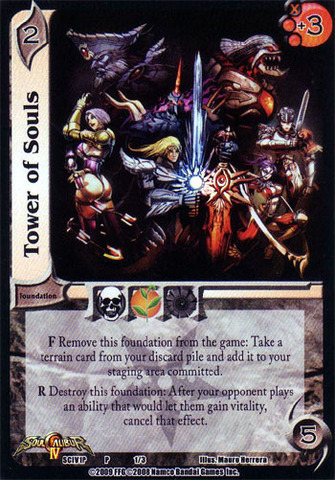 2
+3
Tower of Souls
foundation
F Remove this foundation from the game: Take a
terrain card from your discard pile and add it to your
staging area committed.
R Destroy this foundation: After your opponent plays
an ability that would let them gain vitality,
cancel that effect.
5
SOULCALIBUR
IV
SCIV1P P 1/3 Illus. Mauro Herrera
©2009 FFG ©2008 Namco Bandai Games Inc.